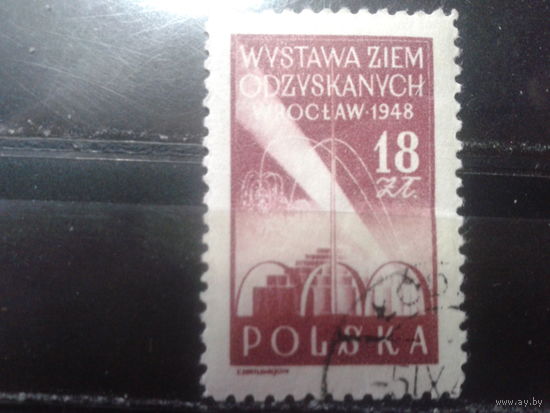 WYSTAWA ZIEM
ODZYSKANYCH
WROCŁAW·1948
18
zł.
POLSKA
www.ay.by